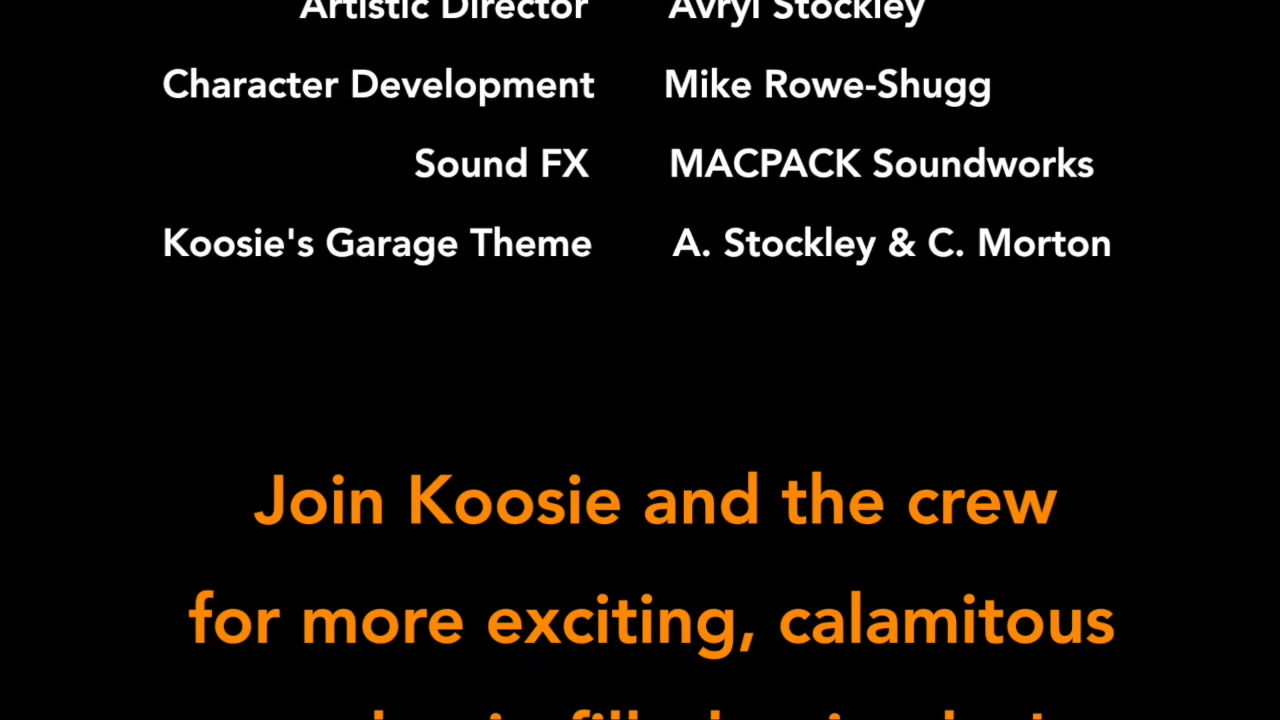 Artistic Director Avryl Stockley
Character Development Mike Rowe-Shugg
Sound FX MACPACK Soundworks
Koosie's Garage Theme A. Stockley & C. Morton
Join Koosie and the crew
for more exciting, calamitous